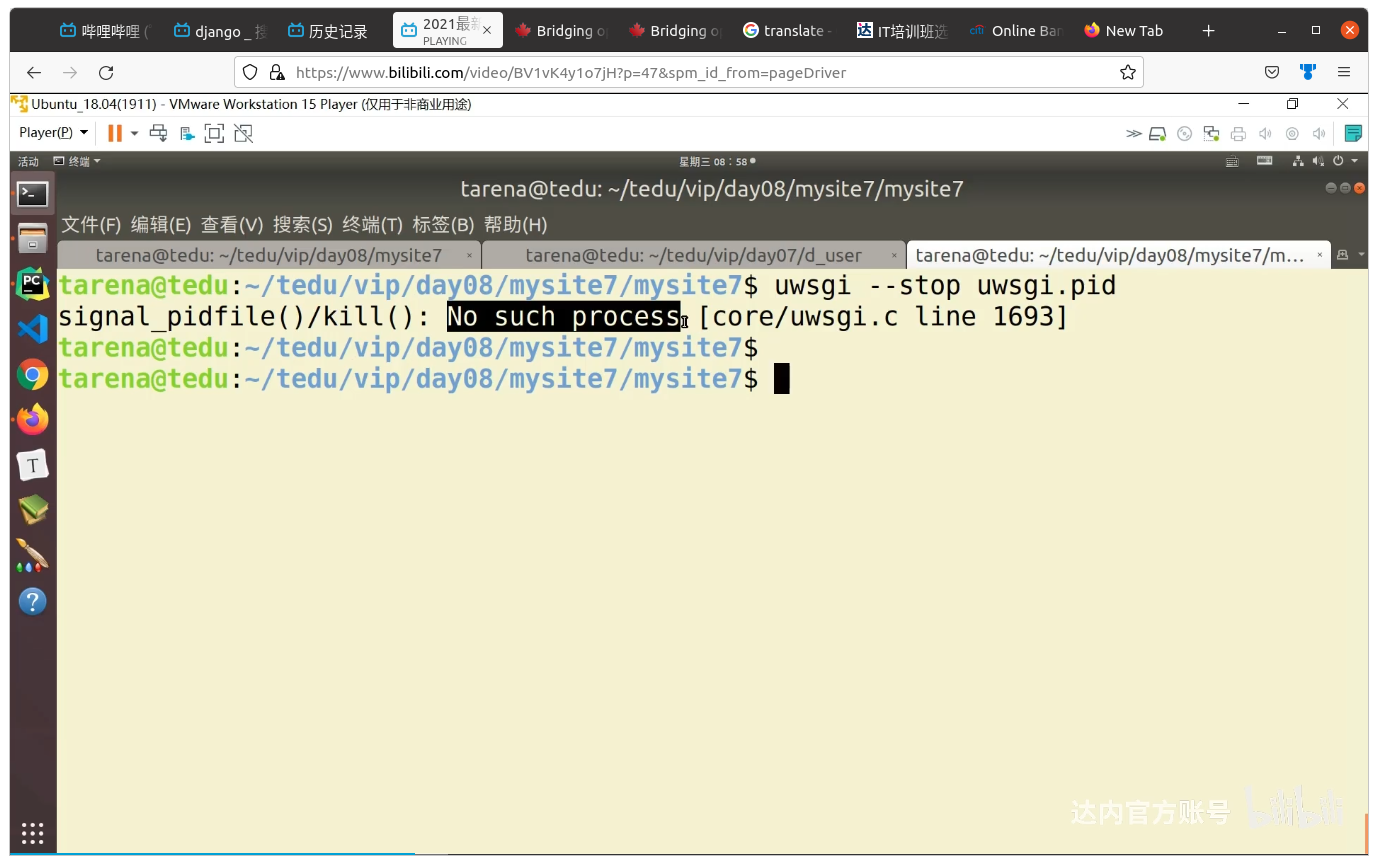 哔哩哔哩 (
django _ 搜
历史记录
2021最新
PLAYING
Bridging o
Bridging o
translate -
IT培训班选
Online Ban
New Tab
https://www.bilibili.com/video/BV1vK4y1o7jH?p=47&spm_id_from=pageDriver
Ubuntu_18.04(1911) - VMware Workstation 15 Player (仅用于非商业用途)
Player(P)
活动 终端 星期三 08：58
tarena@tedu: ~/tedu/vip/day08/mysite7/mysite7
文件(F) 编辑(E) 查看(V) 搜索(S) 终端(T) 标签(B) 帮助(H)
tarena@tedu: ~/tedu/vip/day08/mysite7
tarena@tedu: ~/tedu/vip/day07/d_user
tarena@tedu: ~/tedu/vip/day08/mysite7/m...
tarena@tedu:~/tedu/vip/day08/mysite7/mysite7$ uwsgi --stop uwsgi.pid
signal_pidfile()/kill(): No such process [core/uwsgi.c line 1693]
tarena@tedu:~/tedu/vip/day08/mysite7/mysite7$
tarena@tedu:~/tedu/vip/day08/mysite7/mysite7$
达内官方账号 bilibili